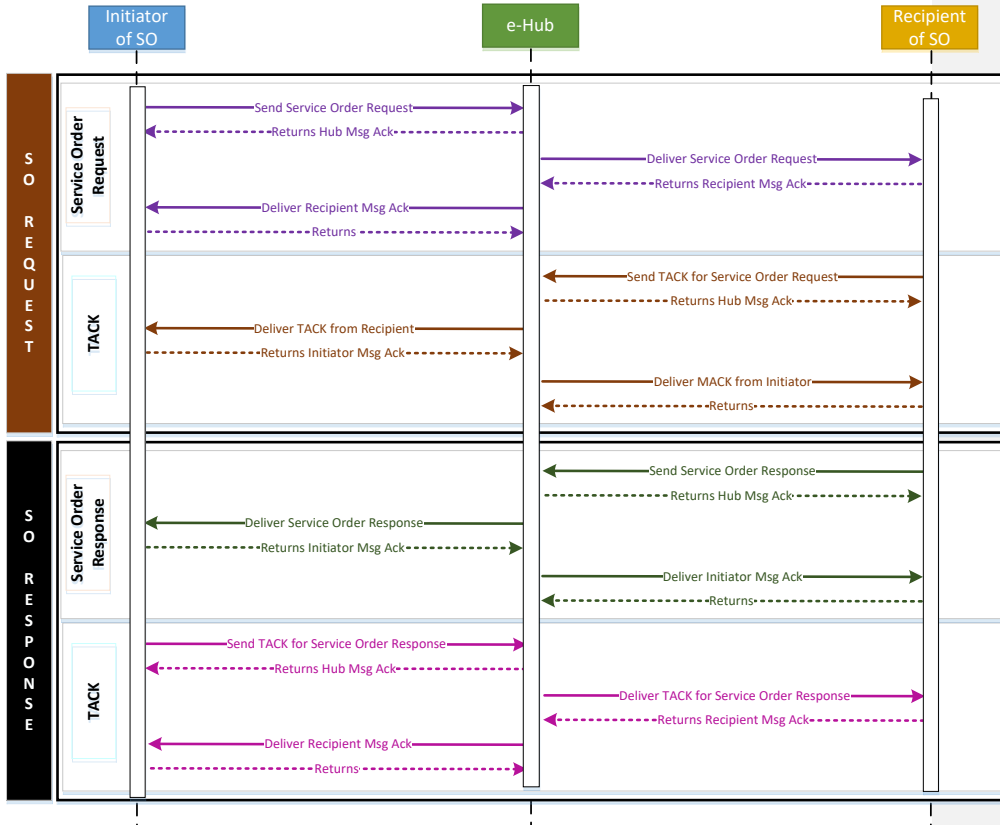 Initiator
of SO
e-Hub
Recipient
of SO
SO REQUEST
Service Order
Request
Send Service Order Request
Returns Hub Msg Ack
Deliver Service Order Request
Returns Recipient Msg Ack
Deliver Recipient Msg Ack
Returns
TACK
Send TACK for Service Order Request
Returns Hub Msg Ack
Deliver TACK from Recipient
Returns Initiator Msg Ack
Deliver MACK from Initiator
Returns
SO RESPONSE
Service Order
Response
Send Service Order Response
Returns Hub Msg Ack
Deliver Service Order Response
Returns Initiator Msg Ack
Deliver Initiator Msg Ack
Returns
TACK
Send TACK for Service Order Response
Returns Hub Msg Ack
Deliver TACK for Service Order Response
Returns Recipient Msg Ack
Deliver Recipient Msg Ack
Returns